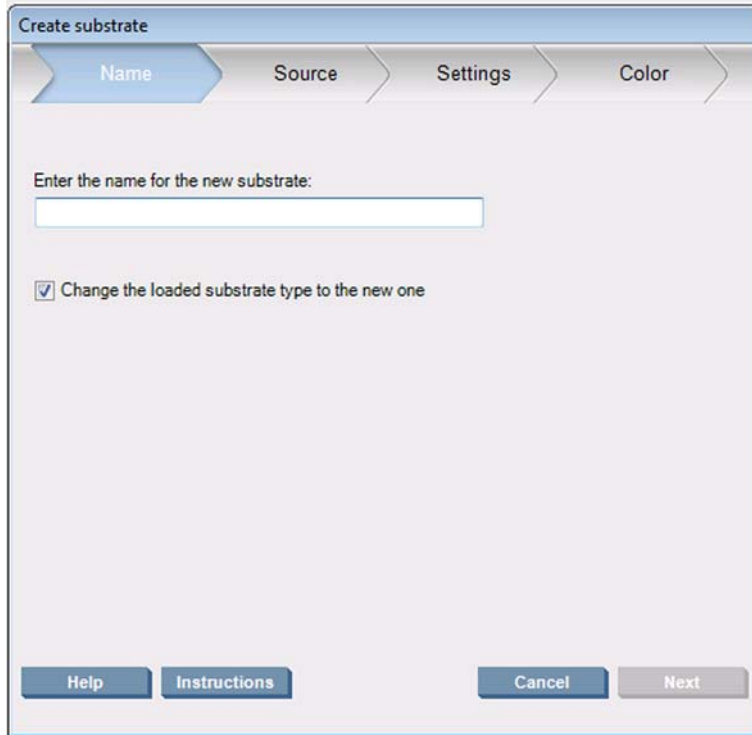 Create substrate
Name Source Settings Color
Enter the name for the new substrate:
Change the loaded substrate type to the new one
Help Instructions Cancel Next